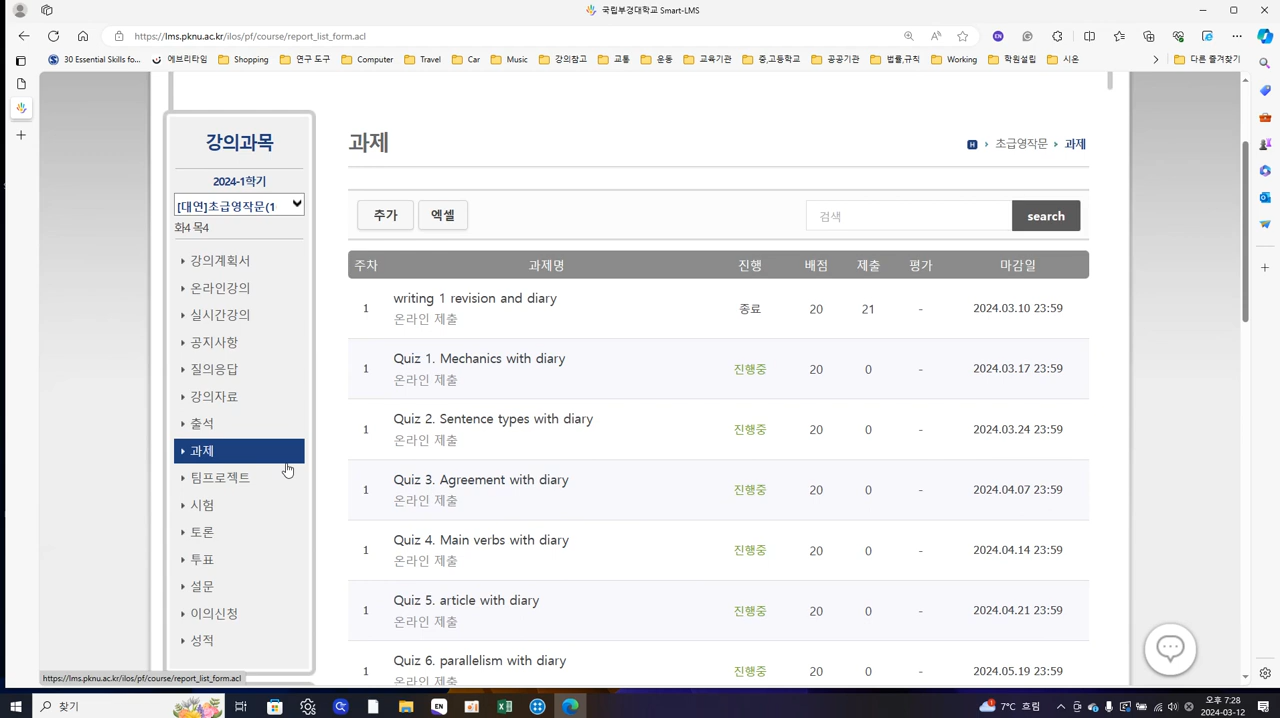 국립부경대학교 Smart-LMS
https://lms.pknu.ac.kr/ilos/pf/course/report_list_form.acl
30 Essential Skills fo...
에브리타임
Shopping
연구 도구
Computer
Travel
Car
Music
강의참고
교통
운동
교육기관
중,고등학교
공공기관
법률,규칙
Working
학원설립
시온
다른 즐겨찾기
강의과목
2024-1학기
[대연]초급영작문(1
화4 목4
강의계획서
온라인강의
실시간강의
공지사항
질의응답
강의자료
출석
과제
팀프로젝트
시험
토론
투표
설문
이의신청
성적
과제
H › 초급영작문 › 과제
추가 엑셀
검색 search
주차 과제명 진행 배점 제출 평가 마감일
1 writing 1 revision and diary 종료 20 21 - 2024.03.10 23:59
온라인 제출
1 Quiz 1. Mechanics with diary 진행중 20 0 - 2024.03.17 23:59
온라인 제출
1 Quiz 2. Sentence types with diary 진행중 20 0 - 2024.03.24 23:59
온라인 제출
1 Quiz 3. Agreement with diary 진행중 20 0 - 2024.04.07 23:59
온라인 제출
1 Quiz 4. Main verbs with diary 진행중 20 0 - 2024.04.14 23:59
온라인 제출
1 Quiz 5. article with diary 진행중 20 0 - 2024.04.21 23:59
온라인 제출
1 Quiz 6. parallelism with diary 진행중 20 0 - 2024.05.19 23:59
https://lms.pknu.ac.kr/ilos/pf/course/report_list_form.acl
찾기
EN
7°C 흐림
오후 7:28
2024-03-12